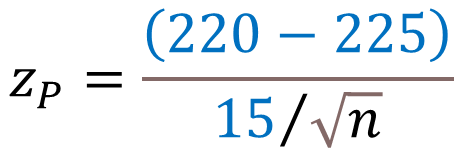 z_P = (220 − 225) / (15/√n)